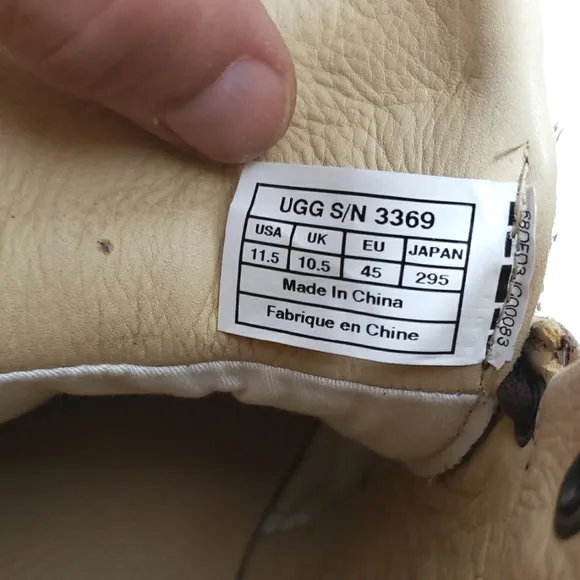 UGG S/N 3369
USA UK EU JAPAN
11.5 10.5 45 295
Made In China
Fabrique en Chine